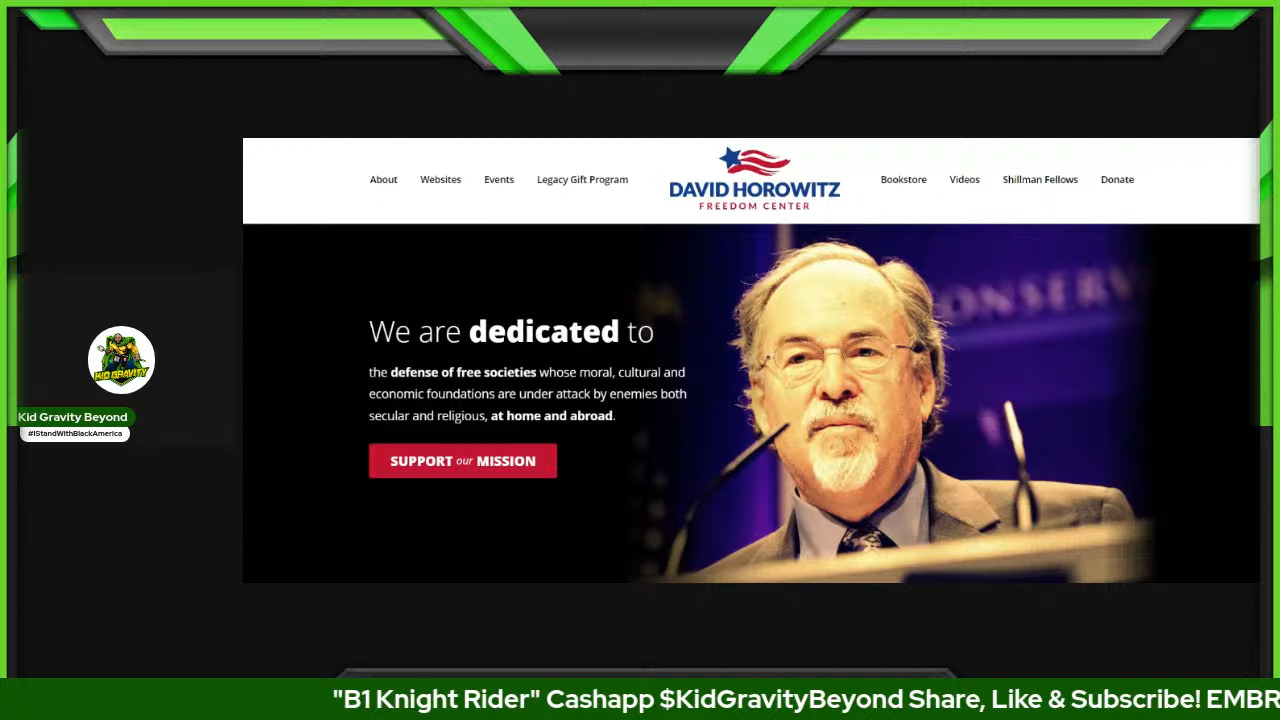 About
Websites
Events
Legacy Gift Program
DAVID HOROWITZ
FREEDOM CENTER
Bookstore
Videos
Shillman Fellows
Donate
ONSERV
We are dedicated to
the defense of free societies whose moral, cultural and
economic foundations are under attack by enemies both
secular and religious, at home and abroad.
SUPPORT our MISSION
KID GRAVITY
Kid Gravity Beyond
#IStandWithBlackAmerica
"B1 Knight Rider" Cashapp $KidGravityBeyond Share, Like & Subscribe! EMBR